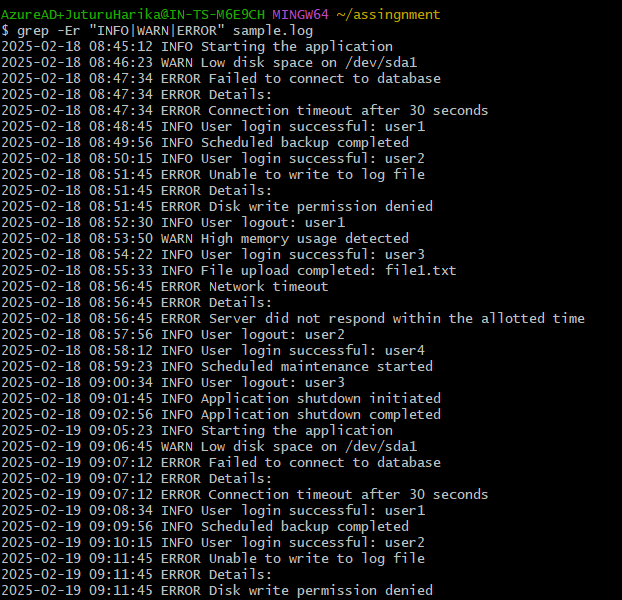 AzureAD+JuturuHarika@IN-TS-M6E9CH MINGW64 ~/assingnment
$ grep -Er "INFO|WARN|ERROR" sample.log
2025-02-18 08:45:12 INFO Starting the application
2025-02-18 08:46:23 WARN Low disk space on /dev/sda1
2025-02-18 08:47:34 ERROR Failed to connect to database
2025-02-18 08:47:34 ERROR Details:
2025-02-18 08:47:34 ERROR Connection timeout after 30 seconds
2025-02-18 08:48:45 INFO User login successful: user1
2025-02-18 08:49:56 INFO Scheduled backup completed
2025-02-18 08:50:15 INFO User login successful: user2
2025-02-18 08:51:45 ERROR Unable to write to log file
2025-02-18 08:51:45 ERROR Details:
2025-02-18 08:51:45 ERROR Disk write permission denied
2025-02-18 08:52:30 INFO User logout: user1
2025-02-18 08:53:50 WARN High memory usage detected
2025-02-18 08:54:22 INFO User login successful: user3
2025-02-18 08:55:33 INFO File upload completed: file1.txt
2025-02-18 08:56:45 ERROR Network timeout
2025-02-18 08:56:45 ERROR Details:
2025-02-18 08:56:45 ERROR Server did not respond within the allotted time
2025-02-18 08:57:56 INFO User logout: user2
2025-02-18 08:58:12 INFO User login successful: user4
2025-02-18 08:59:23 INFO Scheduled maintenance started
2025-02-18 09:00:34 INFO User logout: user3
2025-02-18 09:01:45 INFO Application shutdown initiated
2025-02-18 09:02:56 INFO Application shutdown completed
2025-02-19 09:05:23 INFO Starting the application
2025-02-19 09:06:45 WARN Low disk space on /dev/sda1
2025-02-19 09:07:12 ERROR Failed to connect to database
2025-02-19 09:07:12 ERROR Details:
2025-02-19 09:07:12 ERROR Connection timeout after 30 seconds
2025-02-19 09:08:34 INFO User login successful: user1
2025-02-19 09:09:56 INFO Scheduled backup completed
2025-02-19 09:10:15 INFO User login successful: user2
2025-02-19 09:11:45 ERROR Unable to write to log file
2025-02-19 09:11:45 ERROR Details:
2025-02-19 09:11:45 ERROR Disk write permission denied